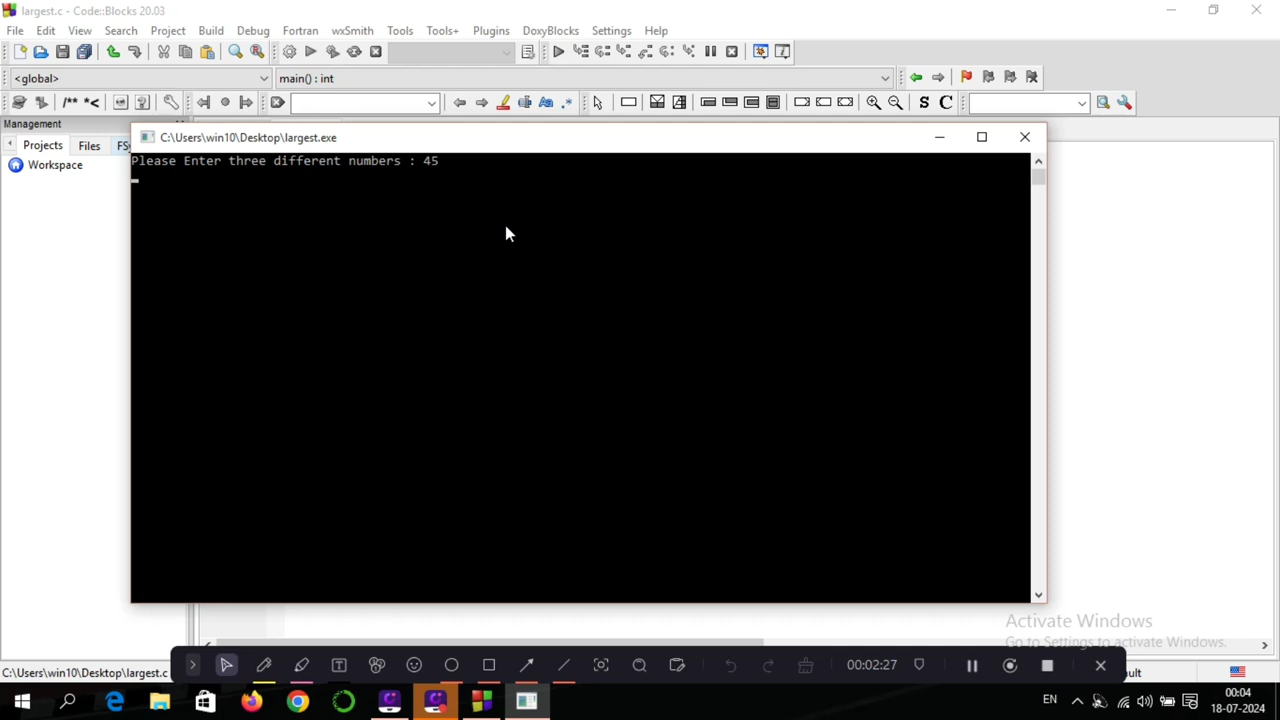 largest.c - Code::Blocks 20.03
File Edit View Search Project Build Debug Fortran wxSmith Tools Tools+ Plugins DoxyBlocks Settings Help
<global> main() : int
/** *< S C
Management
Projects Files FSy
Workspace
C:\Users\win10\Desktop\largest.exe
Please Enter three different numbers : 45
Activate Windows
Go to Settings to activate Windows.
C:\Users\win10\Desktop\largest.c
00:02:27
ult
EN
00:04
18-07-2024